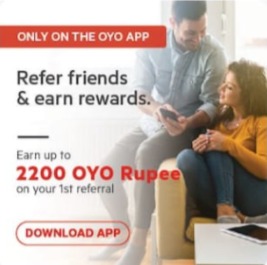 ONLY ON THE OYO APP
Refer friends
& earn rewards.
Earn up to
2200 OYO Rupee
on your 1st referral
DOWNLOAD APP